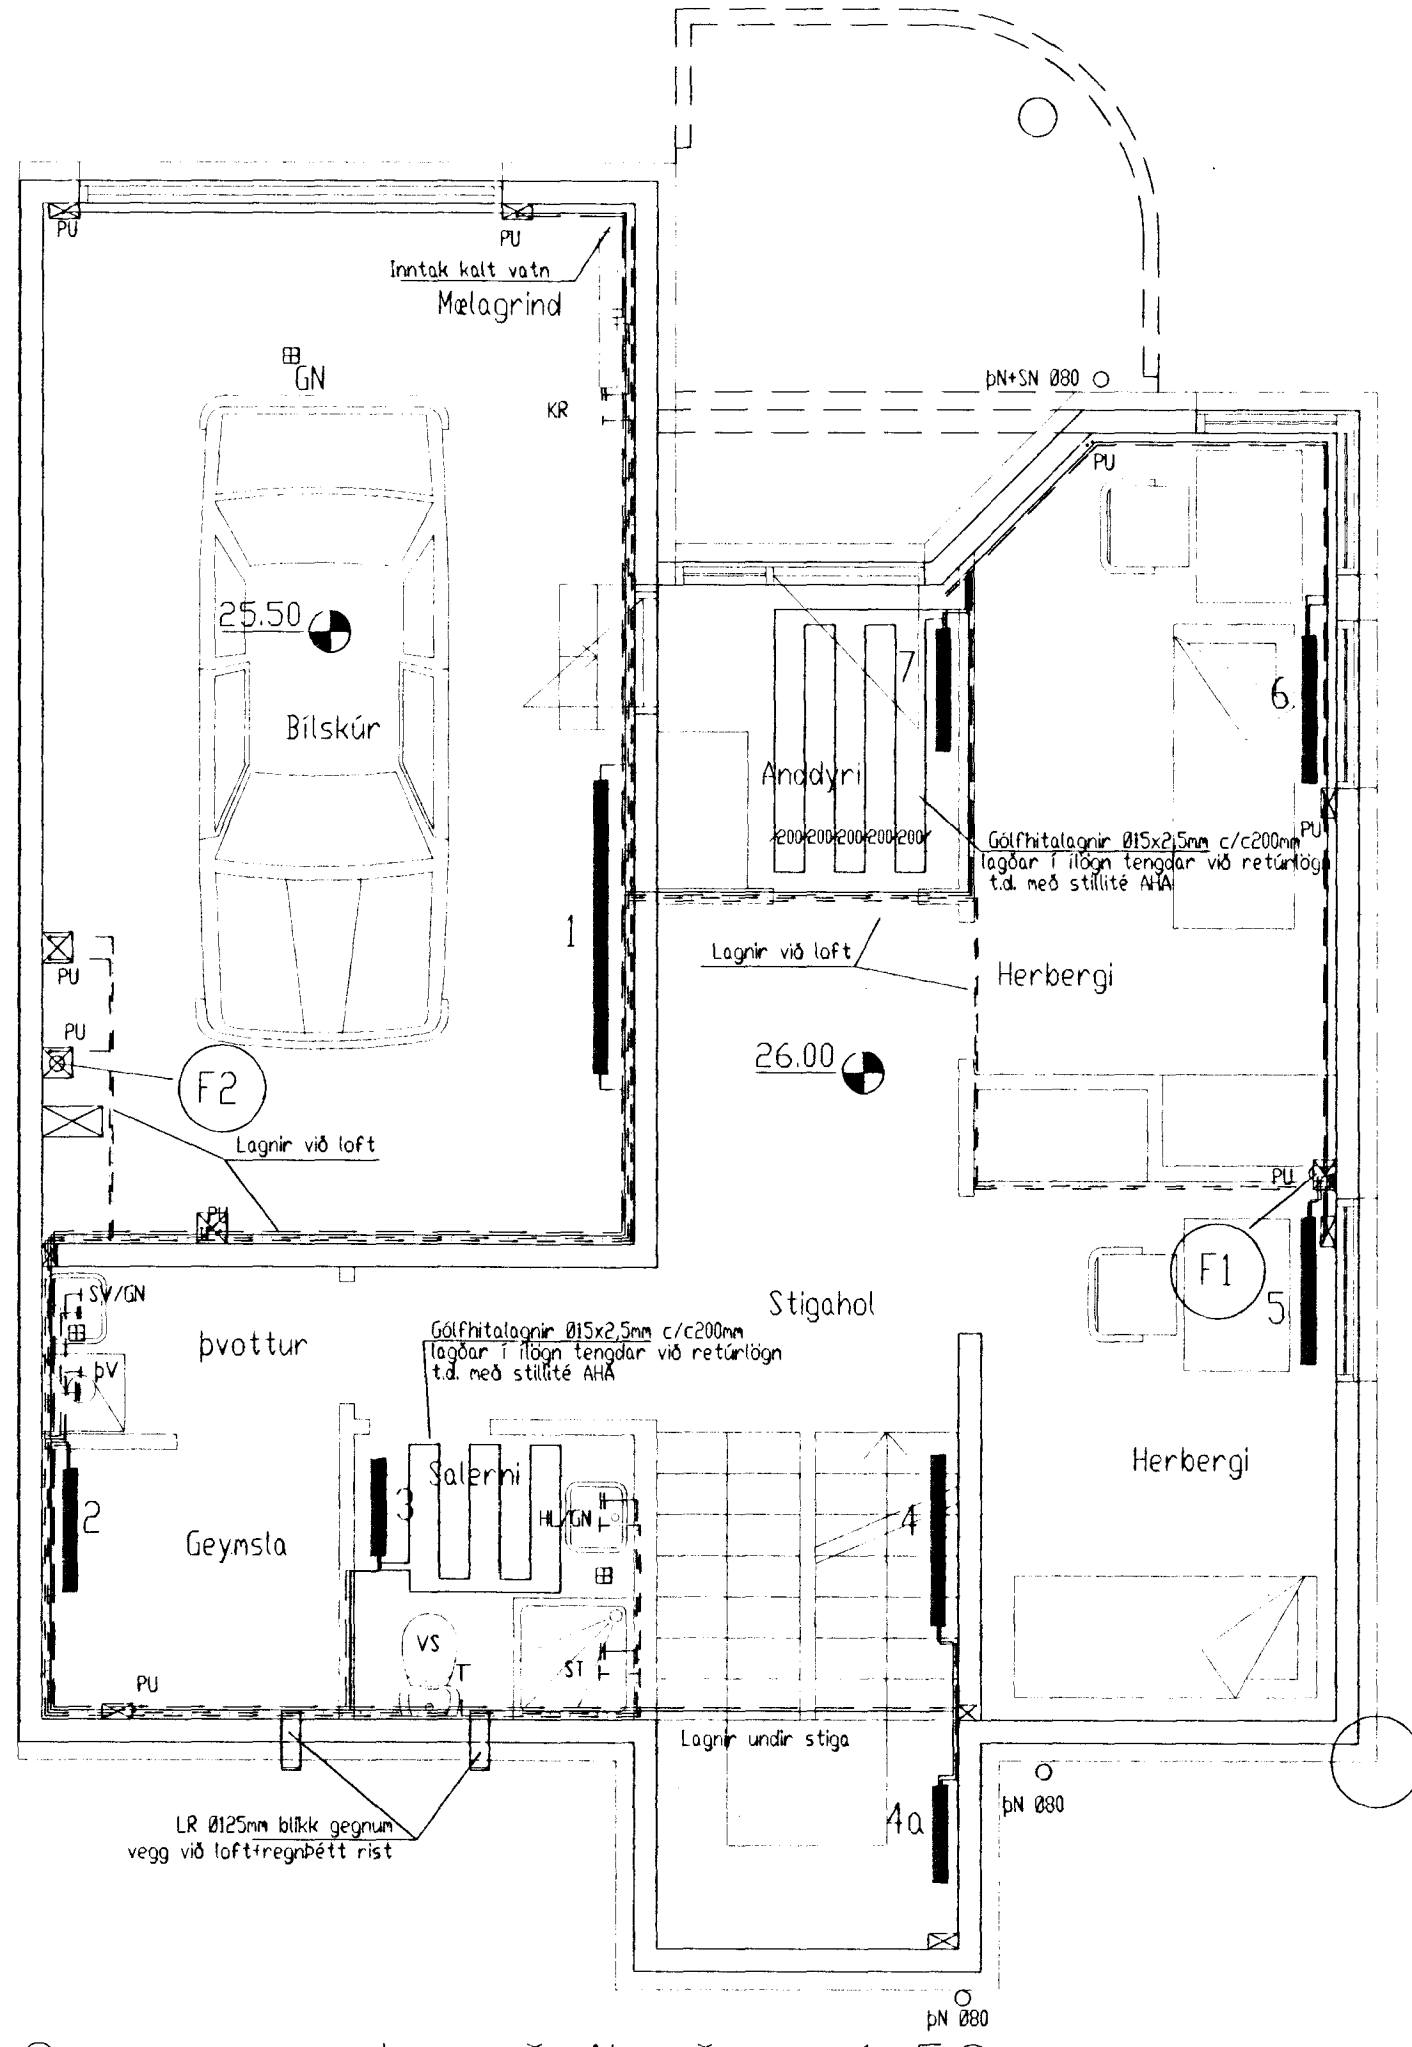 PU
PU
Inntak kalt vatn
Mælagrind
GN
KR
þN+SN Ø80
PU
25.50
Bílskúr
7
6
Anddyri
200 200 200 200 200
PU
Gólfhitalagnir Ø15x2,5mm c/c200mm
lagðar í ílögn tengdar við retúrlögn
t.d. með stillité AHA
1
PU
Lagnir við loft
Herbergi
PU
26.00
F2
Lagnir við loft
PU
PU
F1
SV/GN
5
Stigahol
þvottur
Gólfhitalagnir Ø15x2,5mm c/c200mm
lagðar í ílögn tengdar við retúrlögn
t.d. með stillité AHA
þV
Herbergi
Salerni
2
3
HL/GN
4
Geymsla
VS
T
ST
PU
Lagnir undir stiga
þN Ø80
4a
LR Ø125mm blikk gegnum
vegg við loft+regnþétt rist
þN Ø80